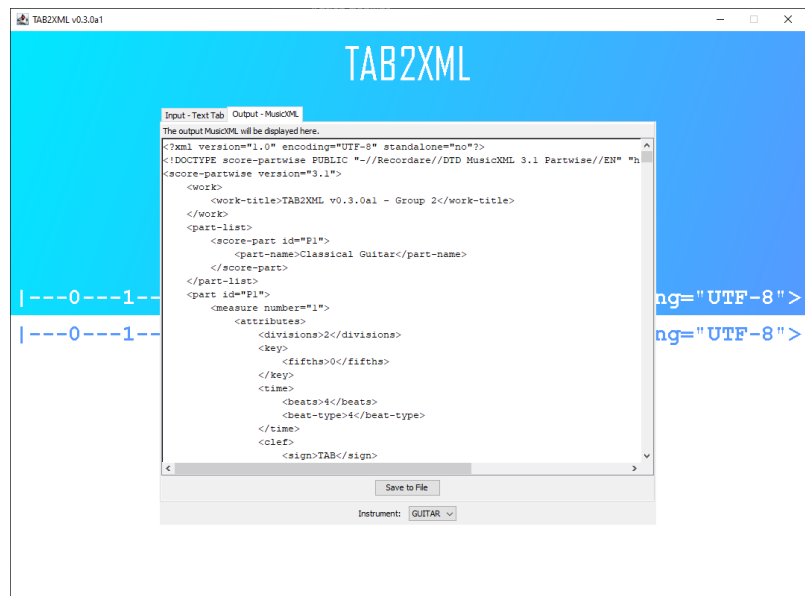 TAB2XML v0.3.0a1
TAB2XML
Input - Text Tab Output - MusicXML
The output MusicXML will be displayed here.
<?xml version="1.0" encoding="UTF-8" standalone="no"?>
<!DOCTYPE score-partwise PUBLIC "-//Recordare//DTD MusicXML 3.1 Partwise//EN" "h
<score-partwise version="3.1">
<work>
<work-title>TAB2XML v0.3.0a1 - Group 2</work-title>
</work>
<part-list>
<score-part id="P1">
<part-name>Classical Guitar</part-name>
</score-part>
</part-list>
<part id="P1">
<measure number="1">
<attributes>
<divisions>2</divisions>
<key>
<fifths>0</fifths>
</key>
<time>
<beats>4</beats>
<beat-type>4</beat-type>
</time>
<clef>
<sign>TAB</sign>
|---0---1-- ng="UTF-8">
|---0---1-- ng="UTF-8">
Save to File
Instrument: GUITAR